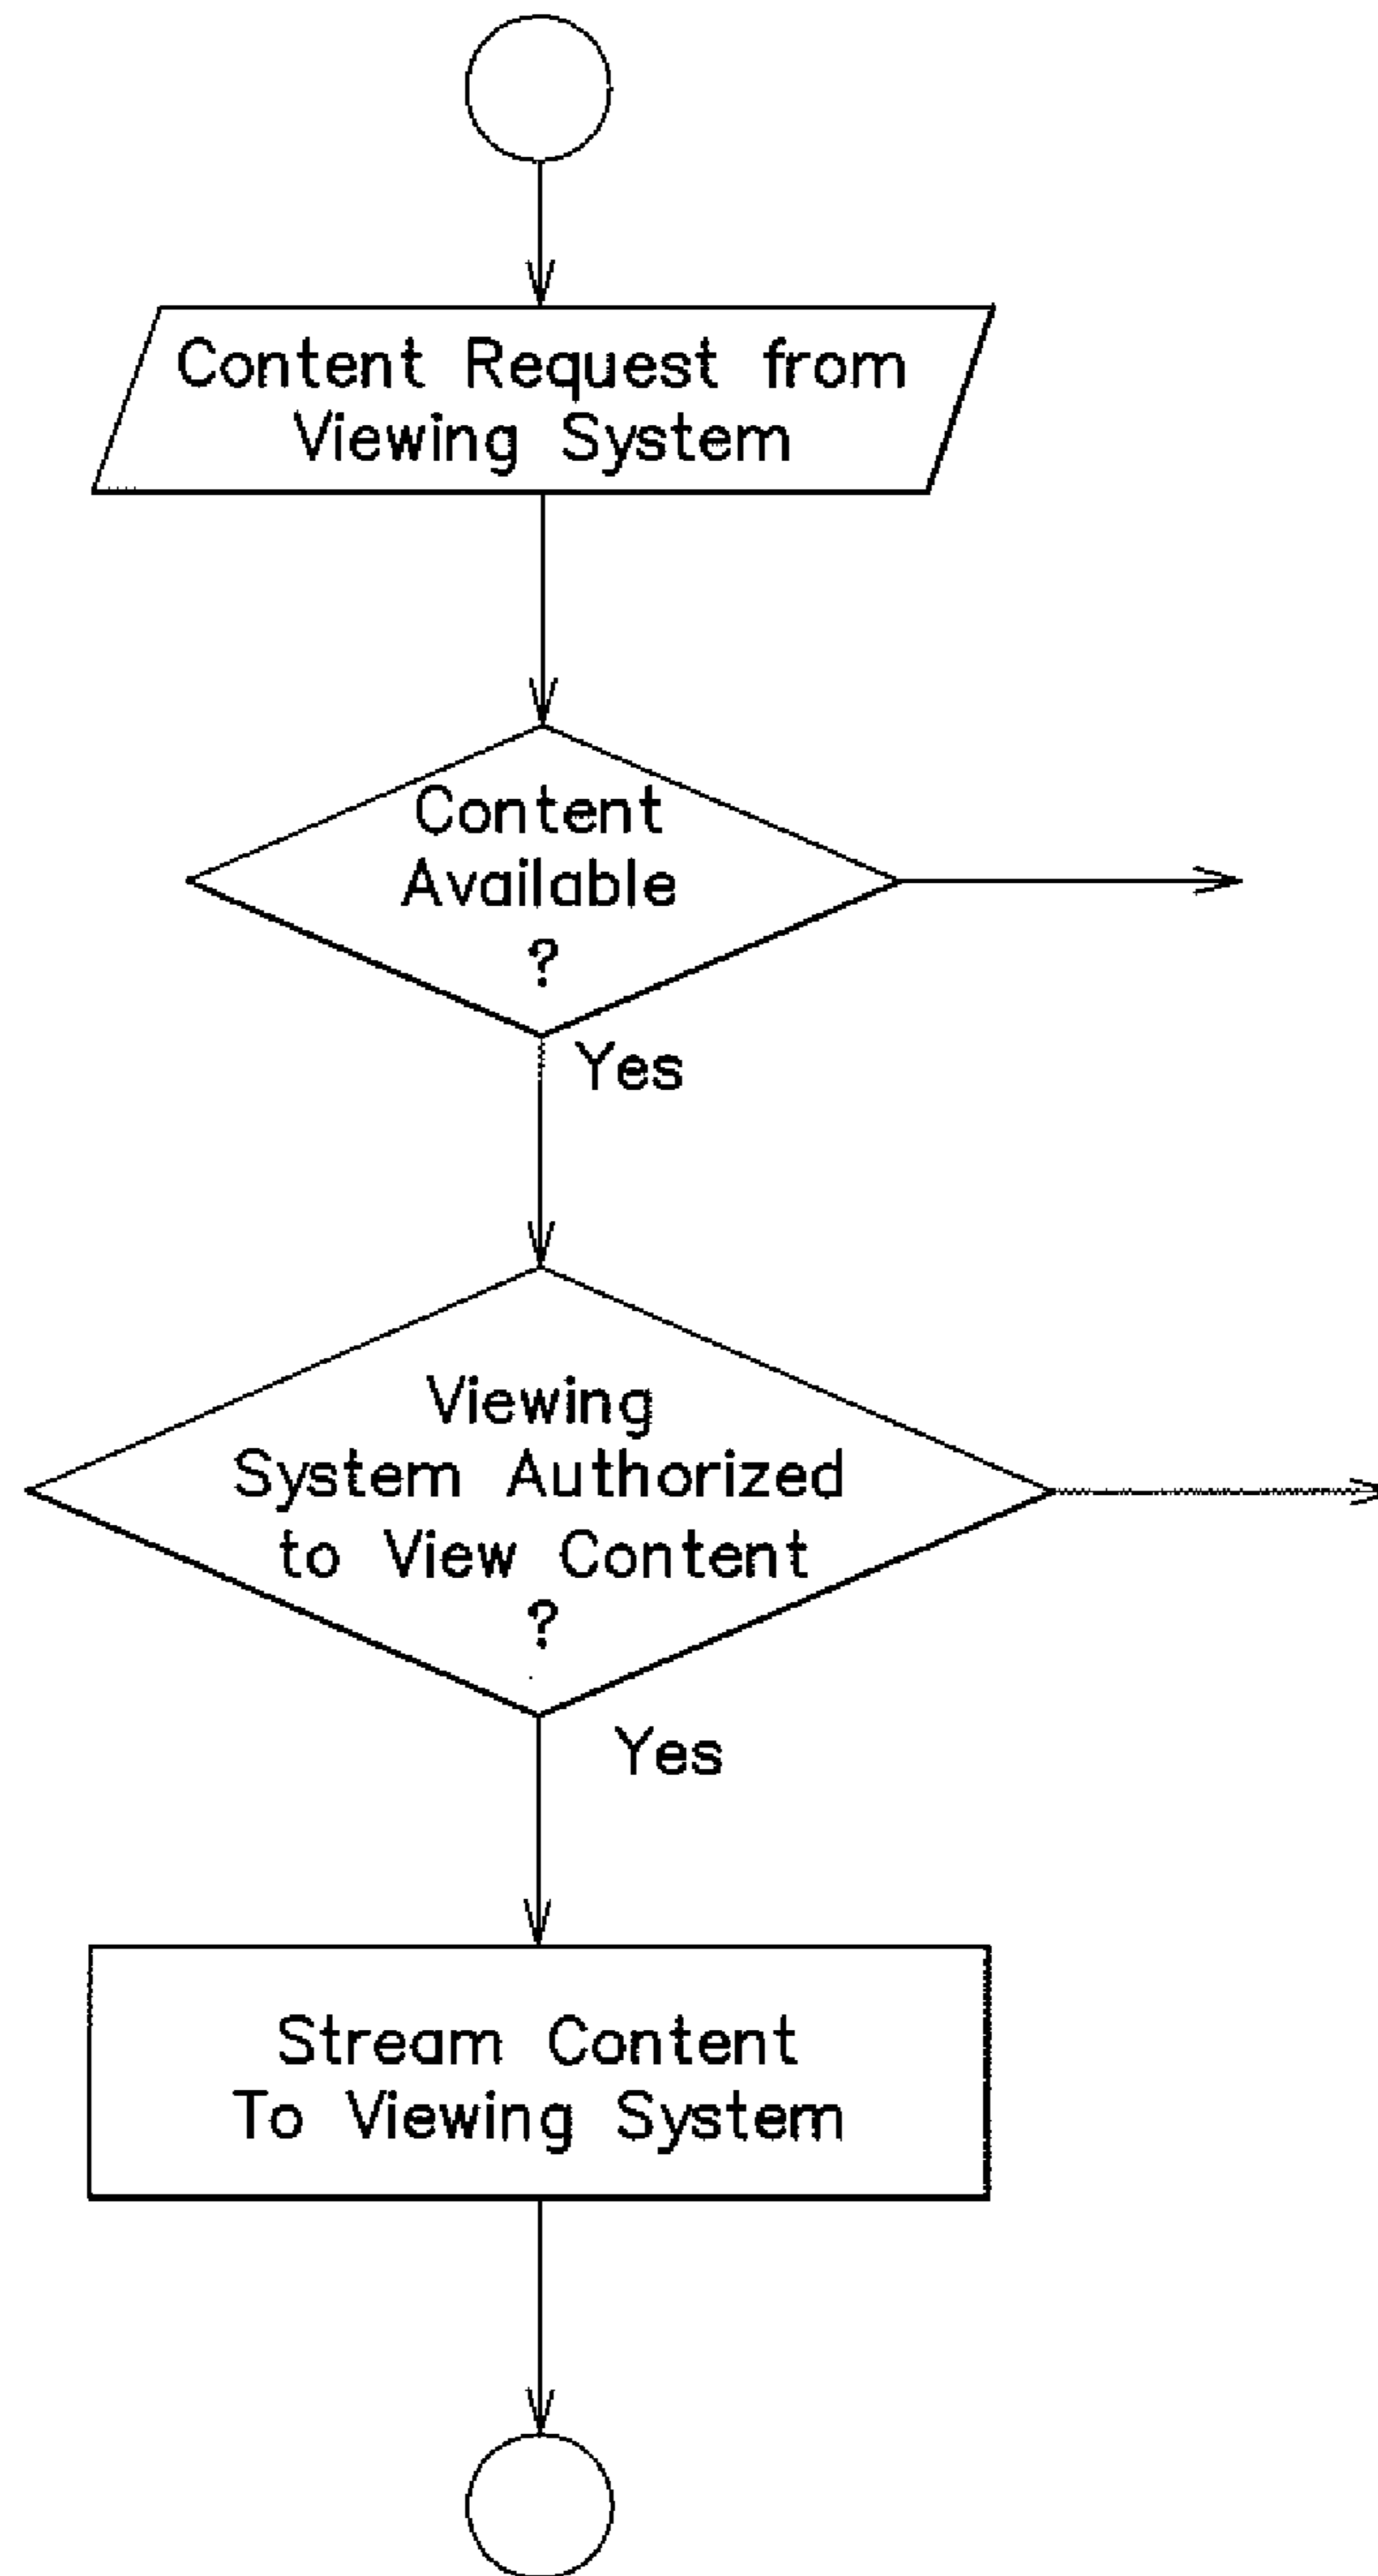 Content Request from
Viewing System
Content
Available
?
Yes
Viewing
System Authorized
to View Content
?
Yes
Stream Content
To Viewing System